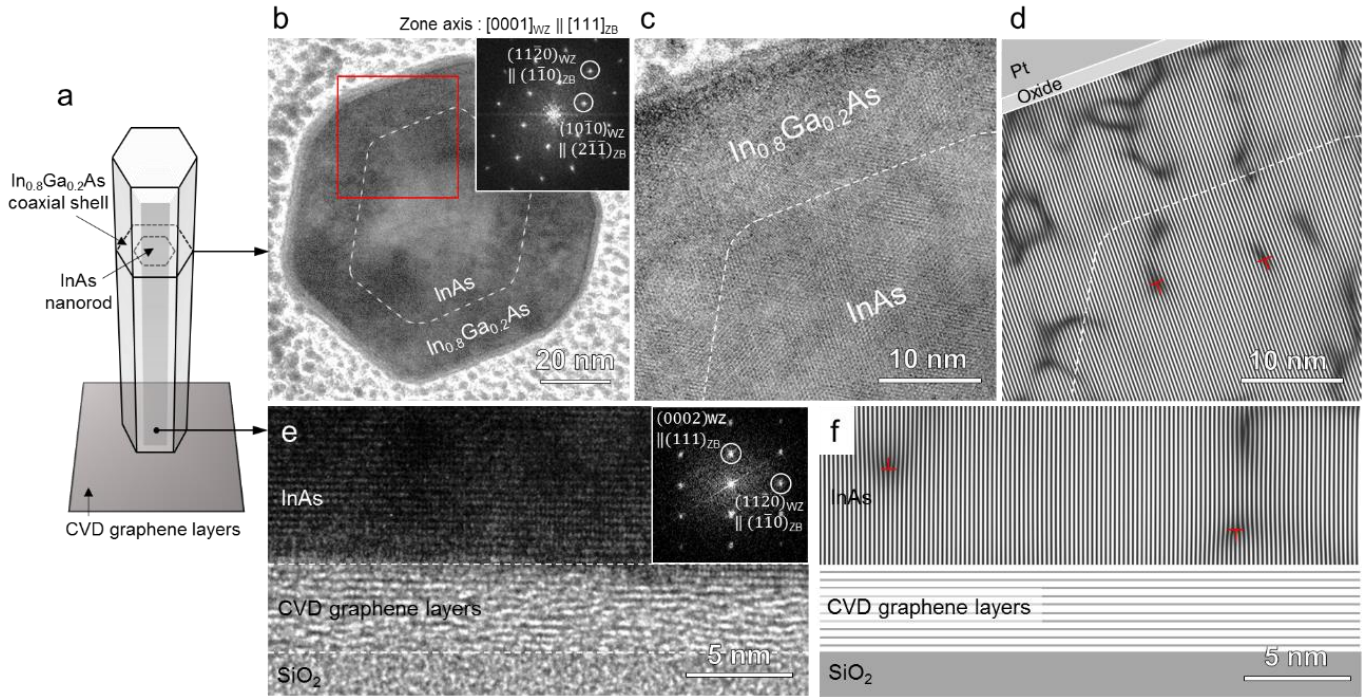 a
In₀.₈Ga₀.₂As
coaxial shell
InAs
nanorod
CVD graphene layers
b
Zone axis : [0001]WZ || [111]ZB
(112̅0)WZ
|| (11̅0)ZB
(101̅0)WZ
|| (21̅1̅)ZB
InAs
In₀.₈Ga₀.₂As
20 nm
c
In₀.₈Ga₀.₂As
InAs
10 nm
d
Pt
Oxide
10 nm
e
(0002)WZ
||(111)ZB
(112̅0)WZ
|| (11̅0)ZB
InAs
CVD graphene layers
SiO₂
5 nm
f
InAs
CVD graphene layers
SiO₂
5 nm